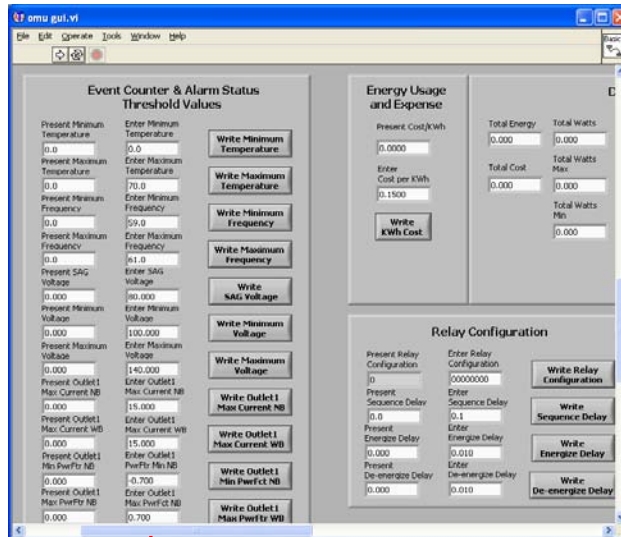 omu gui.vi
File Edit Operate Tools Window Help
Basic
Event Counter & Alarm Status
Threshold Values
Present Minimum
Temperature
0.0
Enter Minimum
Temperature
0.0
Write Minimum
Temperature
Present Maximum
Temperature
0.0
Enter Maximum
Temperature
70.0
Write Maximum
Temperature
Present Minimum
Frequency
0.0
Enter Minimum
Frequency
59.0
Write Minimum
Frequency
Present Maximum
Frequency
0.0
Enter Maximum
Frequency
61.0
Write Maximum
Frequency
Present SAG
Voltage
0.000
Enter SAG
Voltage
80.000
Write
SAG Voltage
Present Minimum
Voltage
0.000
Enter Minimum
Voltage
100.000
Write Minimum
Voltage
Present Maximum
Voltage
0.000
Enter Maximum
Voltage
140.000
Write Maximum
Voltage
Present Outlet1
Max Current NB
0.000
Enter Outlet1
Max Current NB
15.000
Write Outlet1
Max Current NB
Present Outlet1
Max Current WB
0.000
Enter Outlet1
Max Current WB
15.000
Write Outlet1
Max Current WB
Present Outlet1
Min PwrFtr NB
0.000
Enter Outlet1
PwrFtr Min NB
-0.700
Write Outlet1
Min PwrFct NB
Present Outlet1
Max PwrFtr NB
0.000
Enter Outlet1
Max PwrFct NB
0.700
Write Outlet1
Max PwrFtr WB
Energy Usage
and Expense
Present Cost/KWh
0.0000
Enter
Cost per KWh
0.1500
Write
KWh Cost
D
Total Energy
0.000
Total Watts
0.000
Total Cost
0.000
Total Watts
Max
0.000
Total Watts
Min
0.000
Relay Configuration
Present Relay
Configuration
0
Enter Relay
Configuration
00000000
Write Relay
Configuration
Present
Sequence Delay
0.0
Enter
Sequence Delay
0.1
Write
Sequence Delay
Present
Energize Delay
0.000
Enter
Energize Delay
0.010
Write
Energize Delay
Present
De-energize Delay
0.000
Enter
De-energize Delay
0.010
Write
De-energize Delay